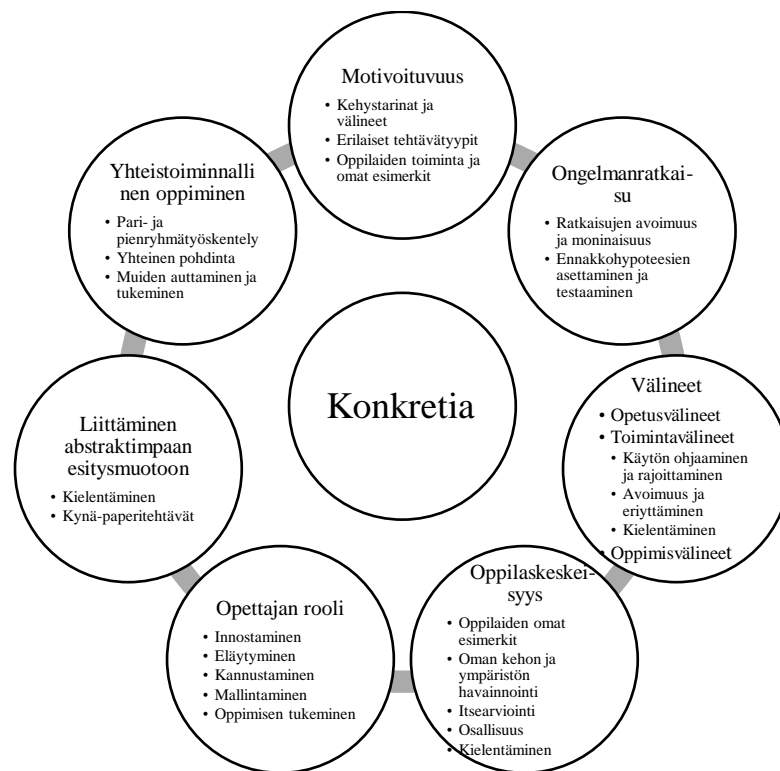 Motivoituvuus
• Kehystarinat ja
välineet
• Erilaiset tehtävätyypit
• Oppilaiden toiminta ja
omat esimerkit
Ongelmanratkai-
su
• Ratkaisujen avoimuus
ja moninaisuus
• Ennakkohypoteesien
asettaminen ja
testaaminen
Välineet
• Opetusvälineet
• Toimintavälineet
• Käytön ohjaaminen
ja rajoittaminen
• Avoimuus ja
eriyttäminen
• Kielentäminen
• Oppimisvälineet
Oppilaskeskei-
syys
• Oppilaiden omat
esimerkit
• Oman kehon ja
ympäristön
havainnointi
• Itsearviointi
• Osallisuus
• Kielentäminen
Opettajan rooli
• Innostaminen
• Eläytyminen
• Kannustaminen
• Mallintaminen
• Oppimisen tukeminen
Liittäminen
abstraktimpaan
esitysmuotoon
• Kielentäminen
• Kynä-paperitehtävät
Yhteistoiminnalli
nen oppiminen
• Pari- ja
pienryhmätyöskentely
• Yhteinen pohdinta
• Muiden auttaminen ja
tukeminen
Konkretia